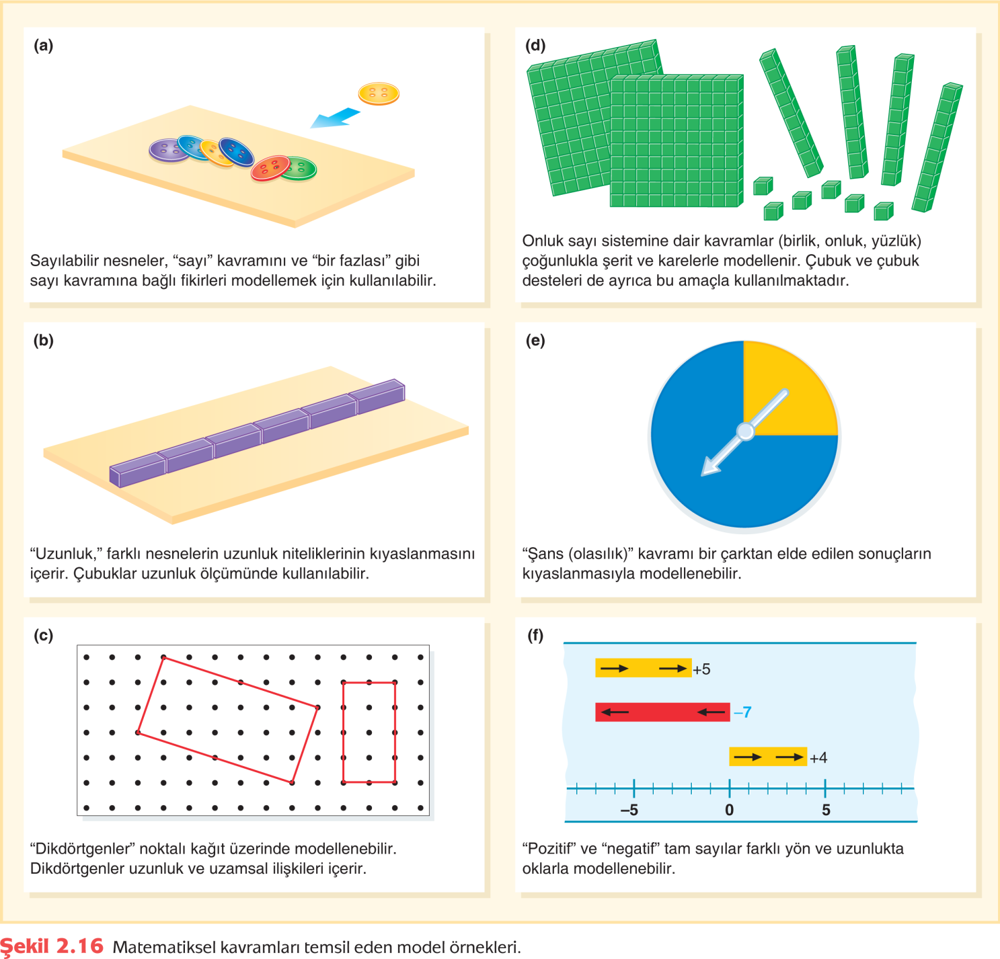 (a)
Sayılabilir nesneler, “sayı” kavramını ve “bir fazlası” gibi
sayı kavramına bağlı fikirleri modellemek için kullanılabilir.
(b)
“Uzunluk,” farklı nesnelerin uzunluk niteliklerinin kıyaslanmasını
içerir. Çubuklar uzunluk ölçümünde kullanılabilir.
(c)
“Dikdörtgenler” noktalı kağıt üzerinde modellenebilir.
Dikdörtgenler uzunluk ve uzamsal ilişkileri içerir.
(d)
Onluk sayı sistemine dair kavramlar (birlik, onluk, yüzlük)
çoğunlukla şerit ve karelerle modellenir. Çubuk ve çubuk
desteleri de ayrıca bu amaçla kullanılmaktadır.
(e)
“Şans (olasılık)” kavramı bir çarktan elde edilen sonuçların
kıyaslanmasıyla modellenebilir.
(f)
+5
–7
+4
–5 0 5
“Pozitif” ve “negatif” tam sayılar farklı yön ve uzunlukta
oklarla modellenebilir.
Şekil 2.16 Matematiksel kavramları temsil eden model örnekleri.